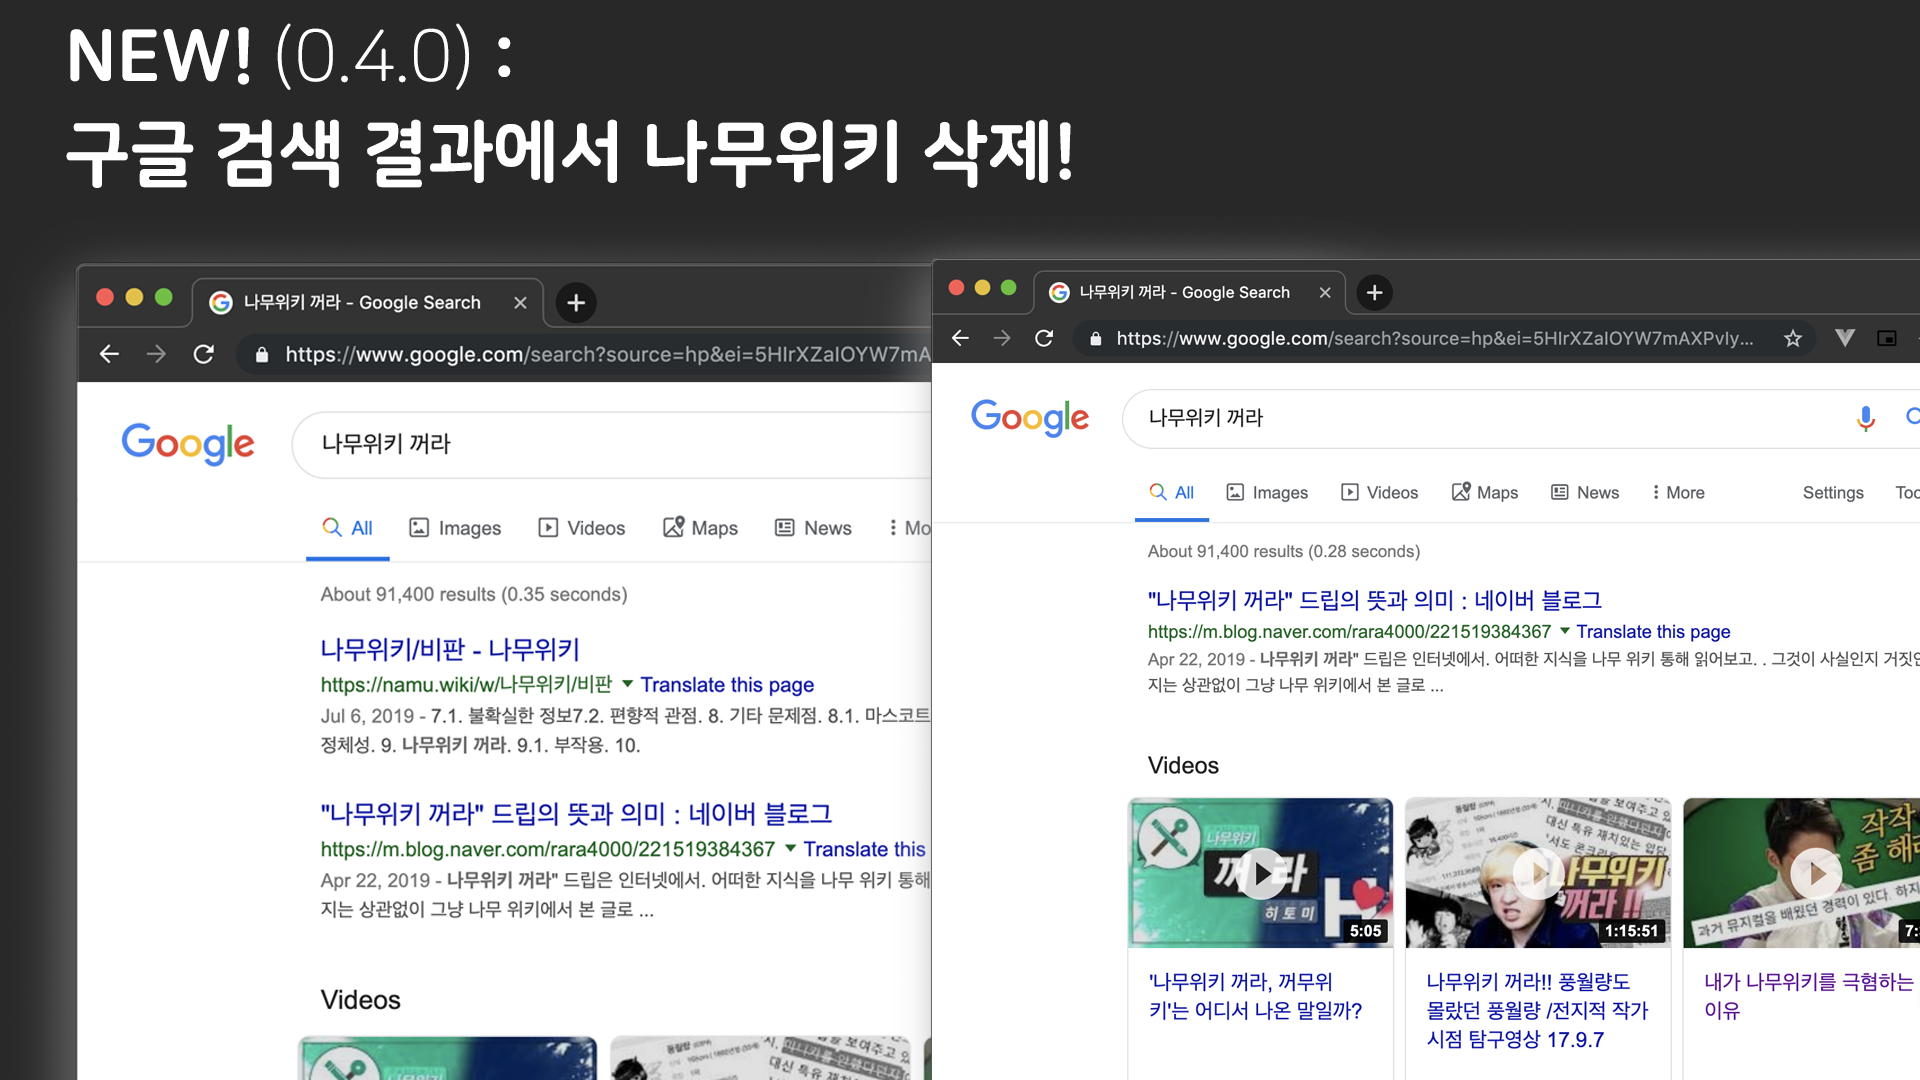 NEW! (0.4.0) :
구글 검색 결과에서 나무위키 삭제!
나무위키 꺼라 - Google Search
https://www.google.com/search?source=hp&ei=5HIrXZaIOYW7mA
Google
나무위키 꺼라
All Images Videos Maps News Mo
About 91,400 results (0.35 seconds)
나무위키/비판 - 나무위키
https://namu.wiki/w/나무위키/비판 Translate this page
Jul 6, 2019 - 7.1. 불확실한 정보7.2. 편향적 관점. 8. 기타 문제점. 8.1. 마스코트
정체성. 9. 나무위키 꺼라. 9.1. 부작용. 10.
"나무위키 꺼라" 드립의 뜻과 의미 : 네이버 블로그
https://m.blog.naver.com/rara4000/221519384367 Translate this
Apr 22, 2019 - 나무위키 꺼라" 드립은 인터넷에서. 어떠한 지식을 나무 위키 통해
지는 상관없이 그냥 나무 위키에서 본 글로 ...
Videos
나무위키 꺼라 - Google Search
https://www.google.com/search?source=hp&ei=5HIrXZaIOYW7mAXPvIy...
Google
나무위키 꺼라
All Images Videos Maps News More Settings Too
About 91,400 results (0.28 seconds)
"나무위키 꺼라" 드립의 뜻과 의미 : 네이버 블로그
https://m.blog.naver.com/rara4000/221519384367 Translate this page
Apr 22, 2019 - 나무위키 꺼라" 드립은 인터넷에서. 어떠한 지식을 나무 위키 통해 읽어보고. . 그것이 사실인지 거짓인
지는 상관없이 그냥 나무 위키에서 본 글로 ...
Videos
나무위키
꺼라
히토미
5:05
대신 특유 재치있는 입담
나무위키
꺼라 !!
1:15:51
작작
좀 해
과거 뮤지컬을 배웠던 경력이 있다. 하지
7:
'나무위키 꺼라, 꺼무위
키'는 어디서 나온 말일까?
나무위키 꺼라!! 풍월량도
몰랐던 풍월량 /전지적 작가
시점 탐구영상 17.9.7
내가 나무위키를 극혐하는
이유